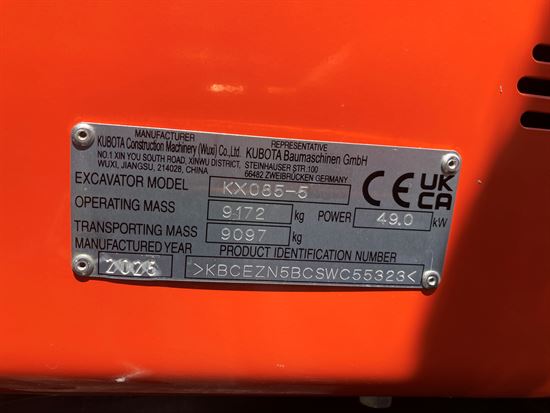 MANUFACTURER
KUBOTA Construction Machinery (Wuxi) Co.,Ltd.
NO.1 XIN YOU SOUTH ROAD, XINWU DISTRICT,
WUXI, JIANGSU, 214028, CHINA
REPRESENTATIVE
KUBOTA Baumaschinen GmbH
STEINHAUSER STR.100
66482 ZWEIBRÜCKEN GERMANY
EXCAVATOR MODEL KX085-5
CE UK CA
OPERATING MASS 9172 kg POWER 49.0 kW
TRANSPORTING MASS 9097 kg
MANUFACTURED YEAR PRODUCT IDENTIFICATION NUMBER
2025 >KBCEZN5BCSWC55323<